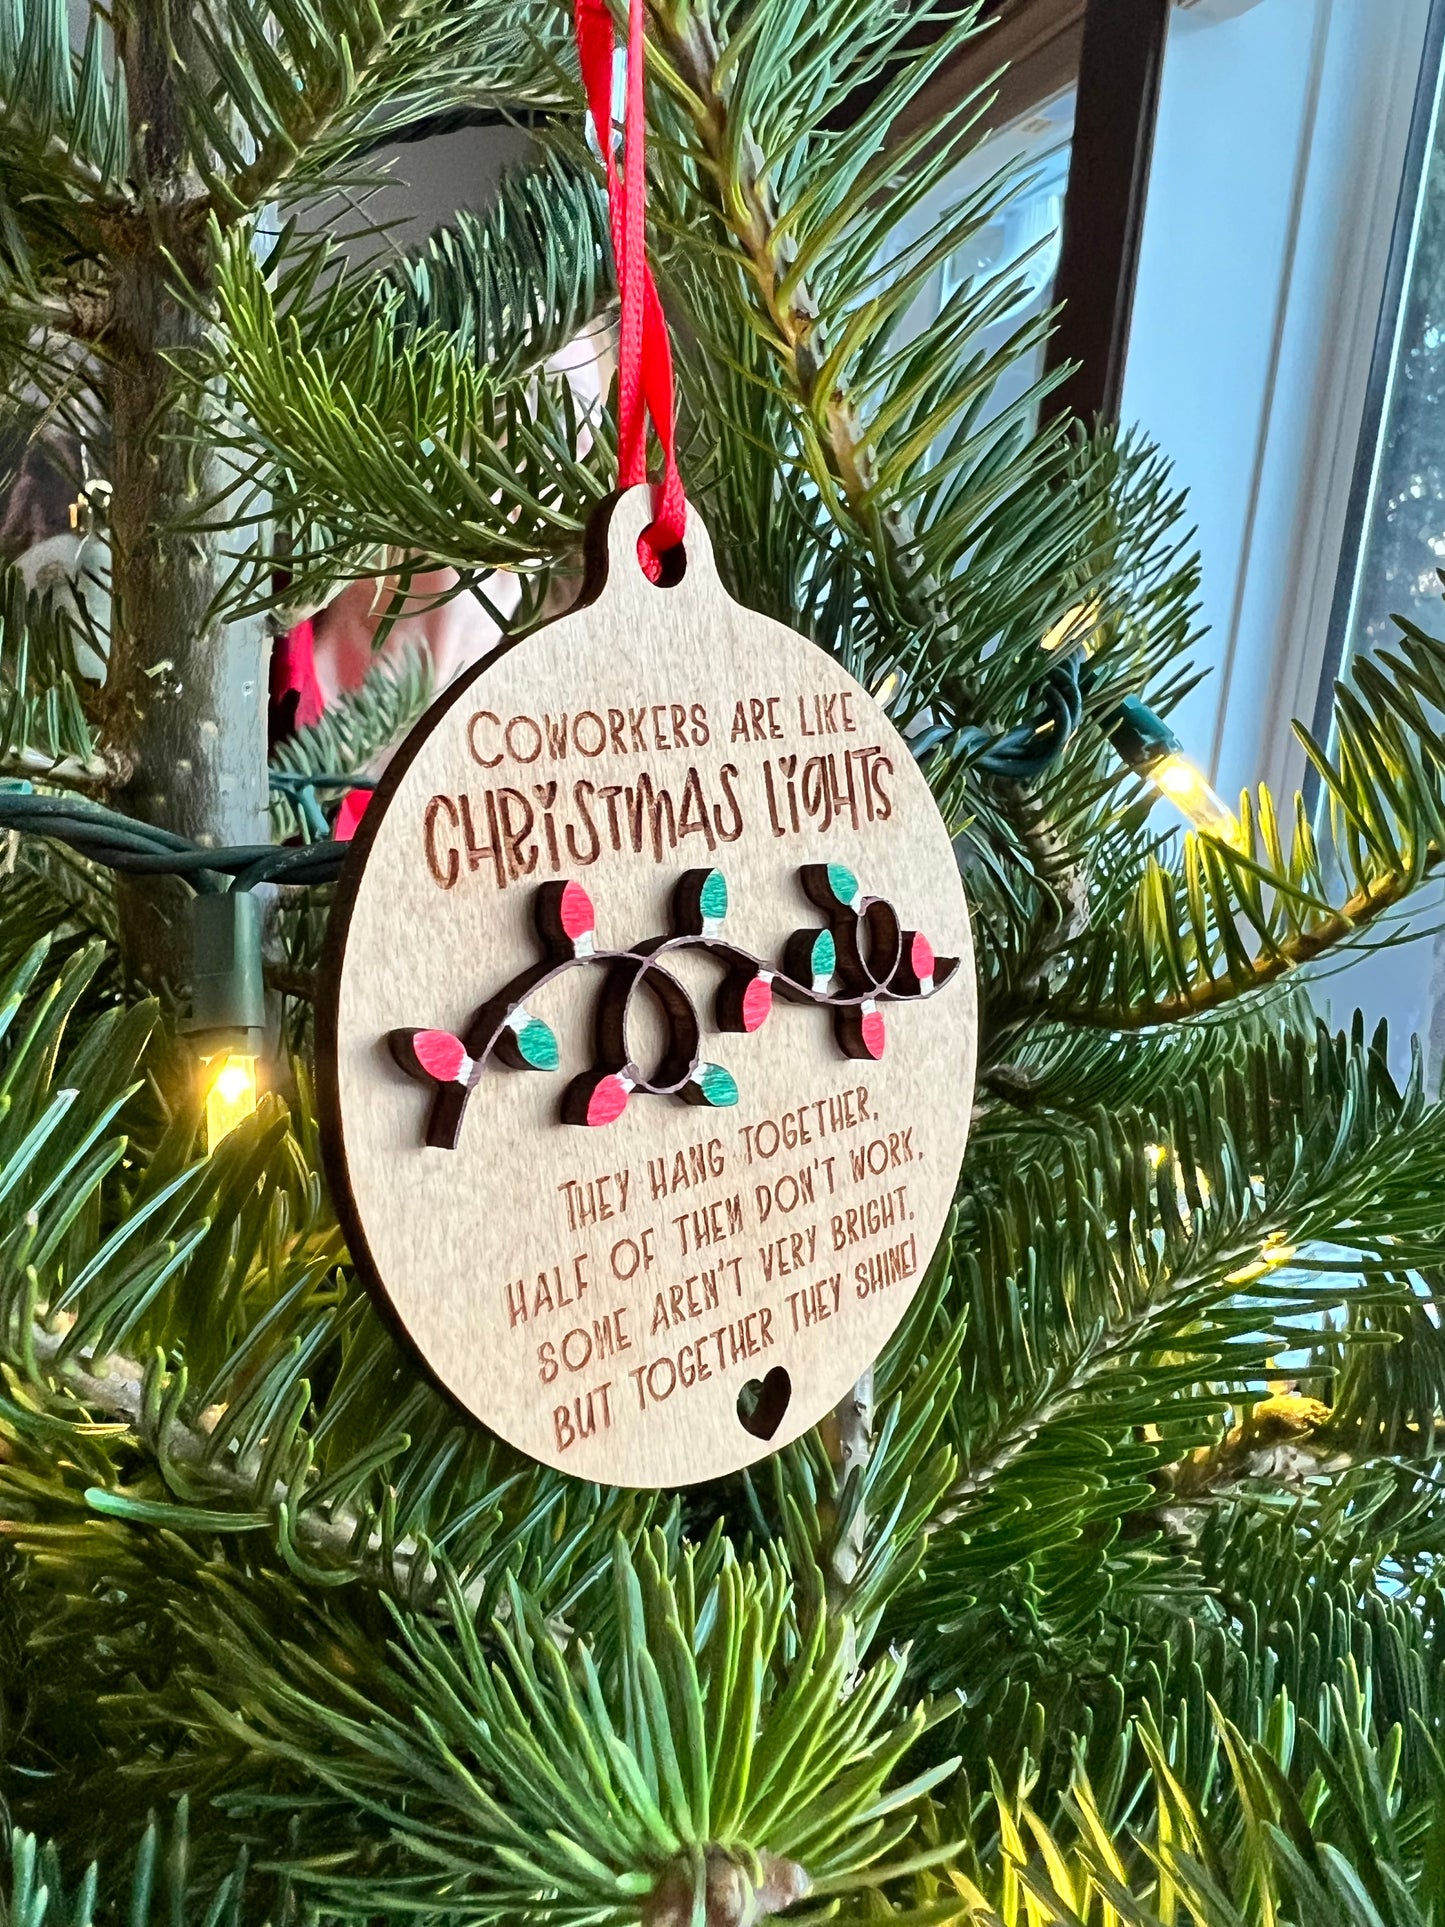 COWORKERS ARE LIKE
CHRISTMAS LIGHTS
THEY HANG TOGETHER,
HALF OF THEM DON'T WORK,
SOME AREN'T VERY BRIGHT,
BUT TOGETHER THEY SHINE!